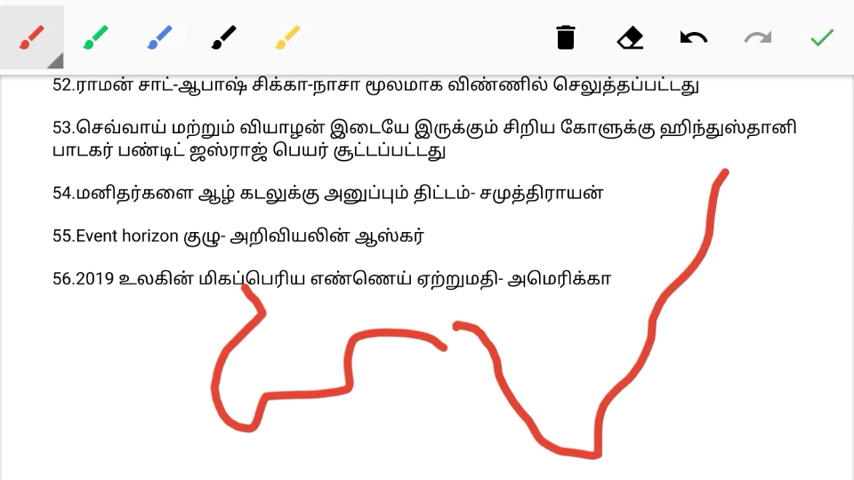 52.ராமன் சாட்-ஆபாஷ் சிக்கா-நாசா மூலமாக விண்ணில் செலுத்தப்பட்டது
53.செவ்வாய் மற்றும் வியாழன் இடையே இருக்கும் சிறிய கோளுக்கு ஹிந்துஸ்தானி
பாடகர் பண்டிட் ஜஸ்ராஜ் பெயர் சூட்டப்பட்டது
54.மனிதர்களை ஆழ் கடலுக்கு அனுப்பும் திட்டம்- சமுத்திராயன்
55.Event horizon குழு- அறிவியலின் ஆஸ்கர்
56.2019 உலகின் மிகப்பெரிய எண்ணெய் ஏற்றுமதி- அமெரிக்கா